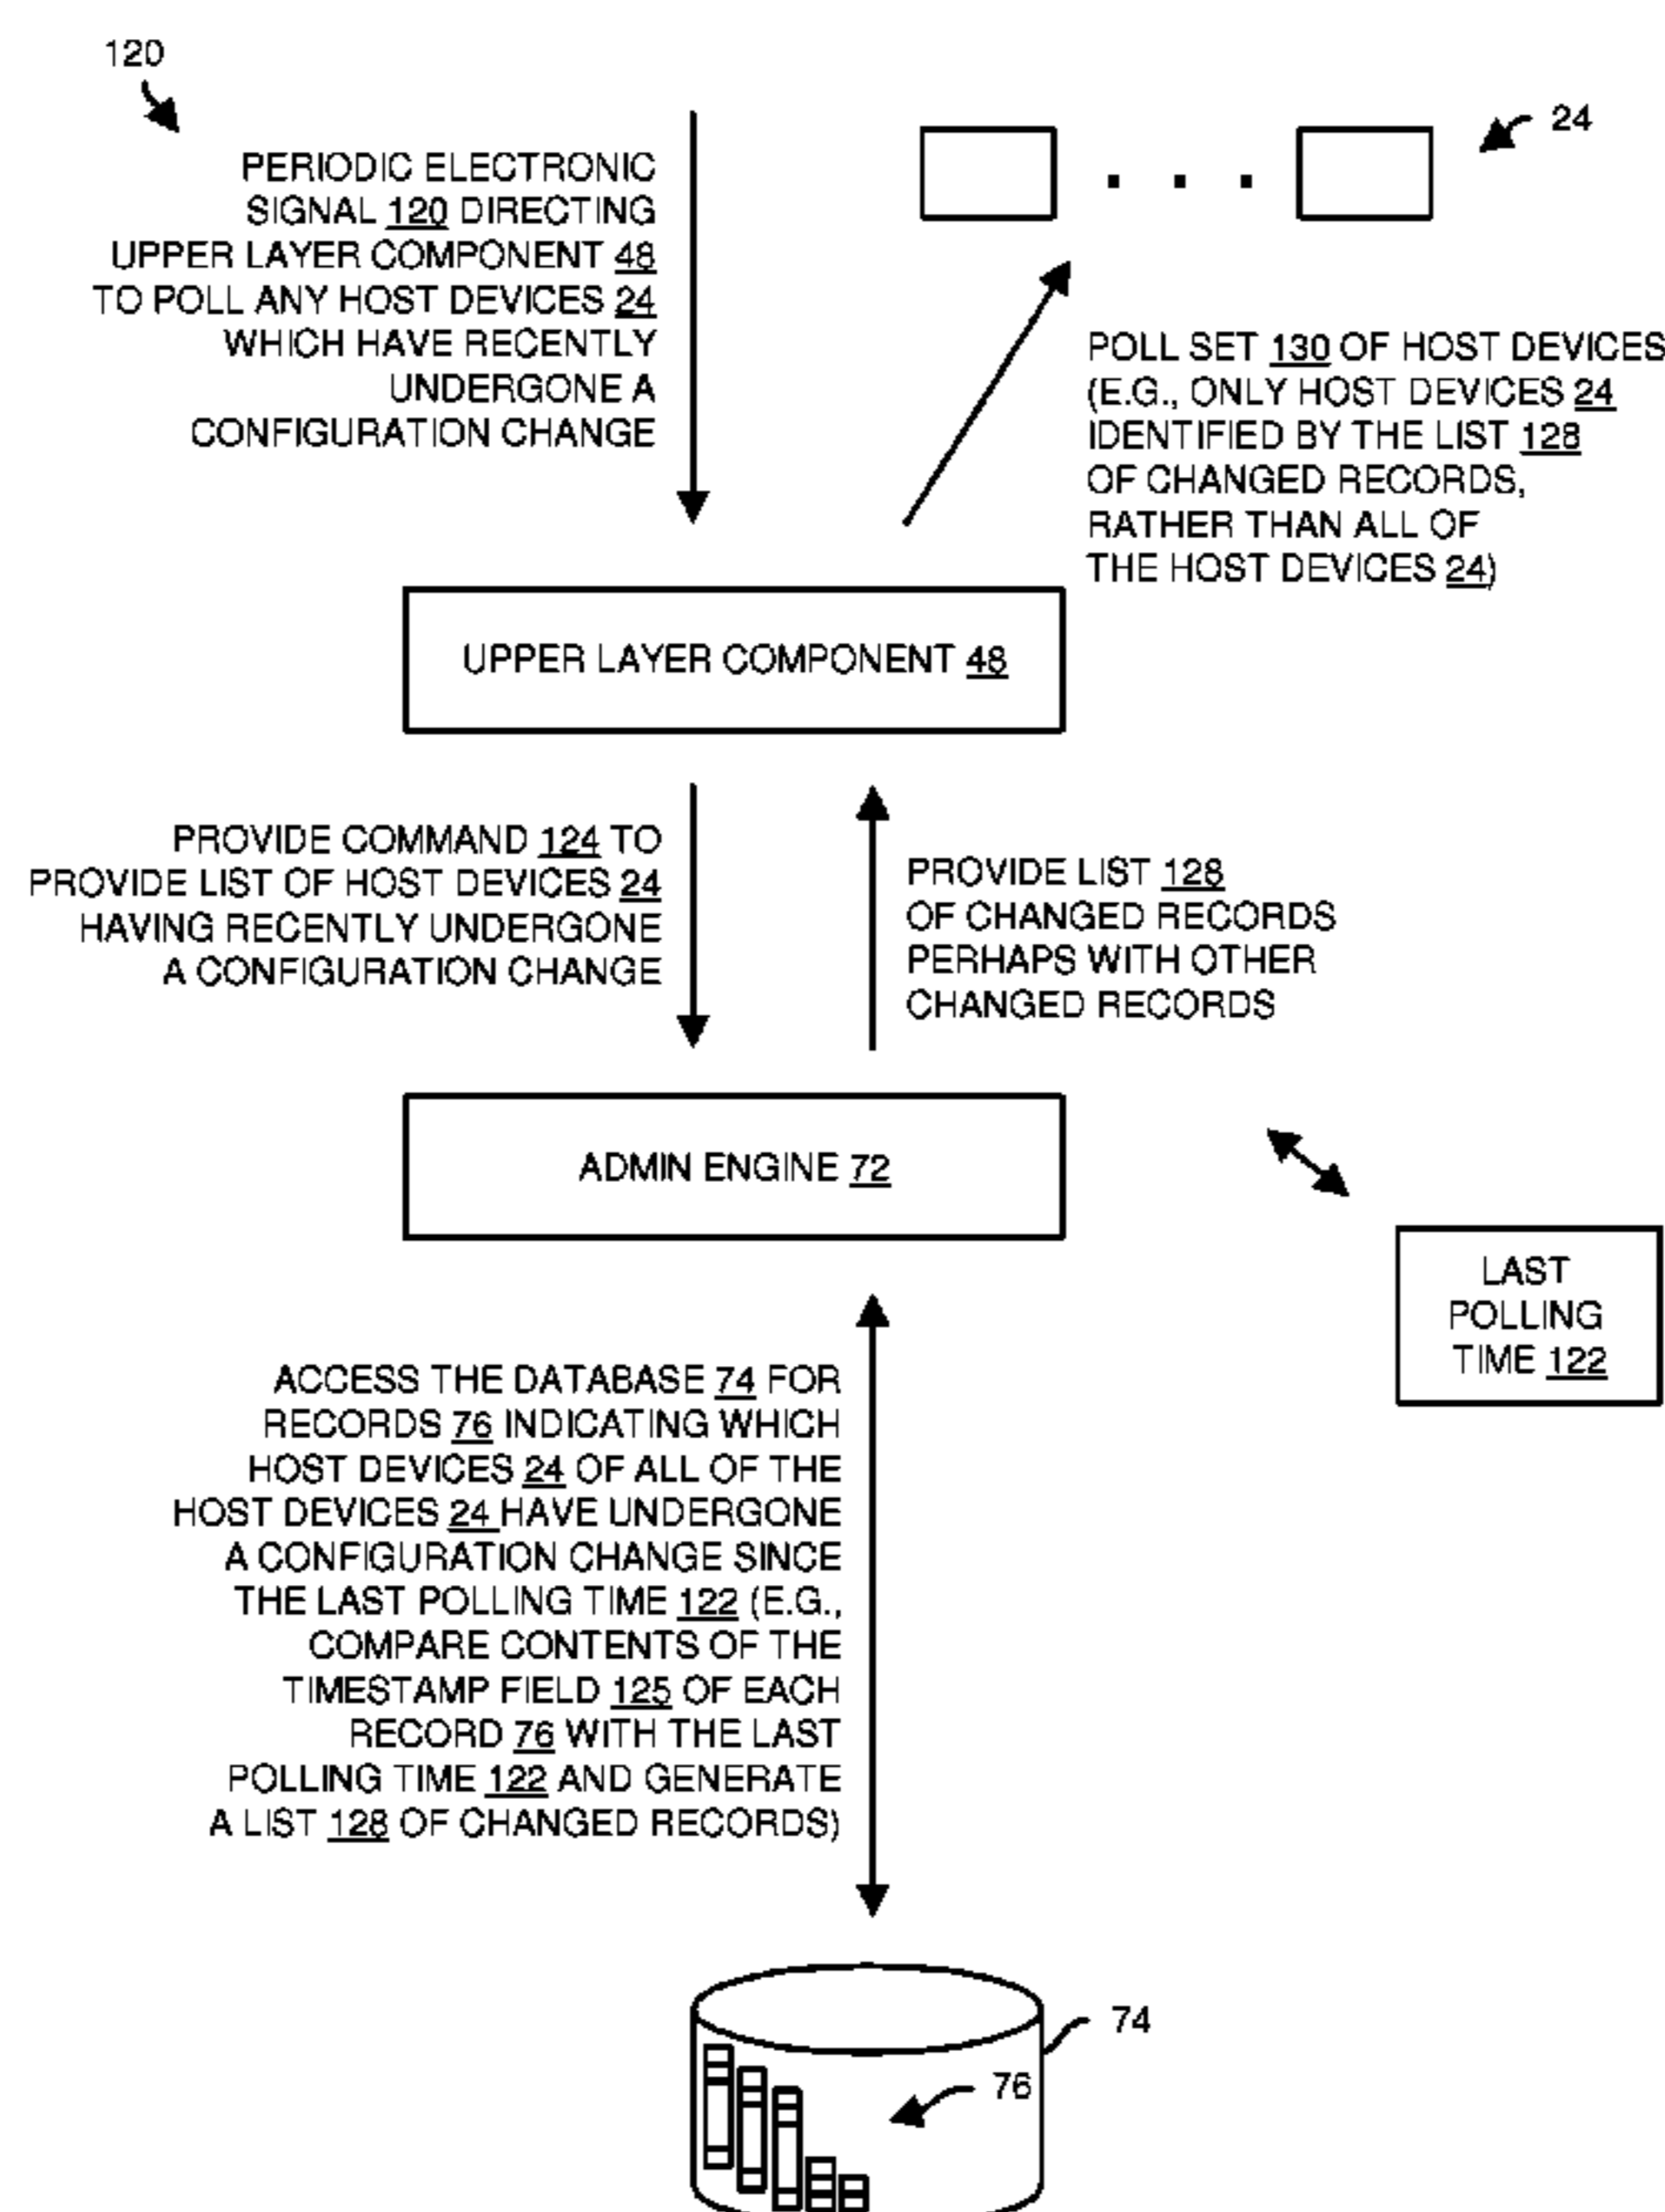 120
PERIODIC ELECTRONIC
SIGNAL 120 DIRECTING
UPPER LAYER COMPONENT 48
TO POLL ANY HOST DEVICES 24
WHICH HAVE RECENTLY
UNDERGONE A
CONFIGURATION CHANGE
24
POLL SET 130 OF HOST DEVICES
(E.G., ONLY HOST DEVICES 24
IDENTIFIED BY THE LIST 128
OF CHANGED RECORDS,
RATHER THAN ALL OF
THE HOST DEVICES 24)
UPPER LAYER COMPONENT 48
PROVIDE COMMAND 124 TO
PROVIDE LIST OF HOST DEVICES 24
HAVING RECENTLY UNDERGONE
A CONFIGURATION CHANGE
PROVIDE LIST 128
OF CHANGED RECORDS
PERHAPS WITH OTHER
CHANGED RECORDS
ADMIN ENGINE 72
LAST
POLLING
TIME 122
ACCESS THE DATABASE 74 FOR
RECORDS 76 INDICATING WHICH
HOST DEVICES 24 OF ALL OF THE
HOST DEVICES 24 HAVE UNDERGONE
A CONFIGURATION CHANGE SINCE
THE LAST POLLING TIME 122 (E.G.,
COMPARE CONTENTS OF THE
TIMESTAMP FIELD 125 OF EACH
RECORD 76 WITH THE LAST
POLLING TIME 122 AND GENERATE
A LIST 128 OF CHANGED RECORDS)
74
76